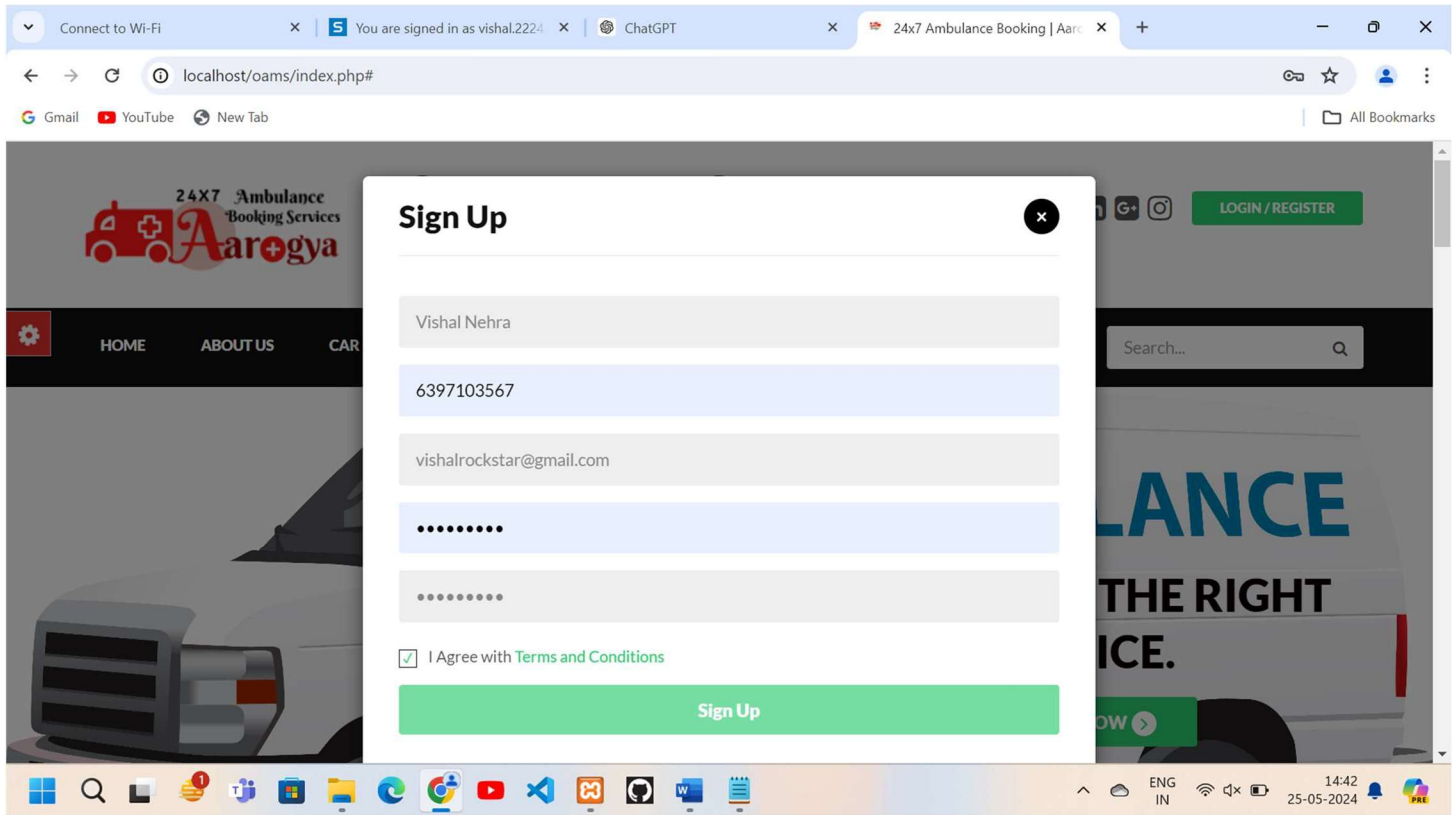 Connect to Wi-Fi
S You are signed in as vishal.2224
ChatGPT
24x7 Ambulance Booking | Aaro
localhost/oams/index.php#
Gmail YouTube New Tab All Bookmarks
24X7 Ambulance
Booking Services
Aarogya
Sign Up
G+
LOGIN / REGISTER
Vishal Nehra
HOME ABOUT US CAR
Search...
6397103567
vishalrockstar@gmail.com
•••••••••
•••••••••
LANCE
THE RIGHT
ICE.
I Agree with Terms and Conditions
Sign Up
OW
1
ENG
IN
14:42
25-05-2024
PRE